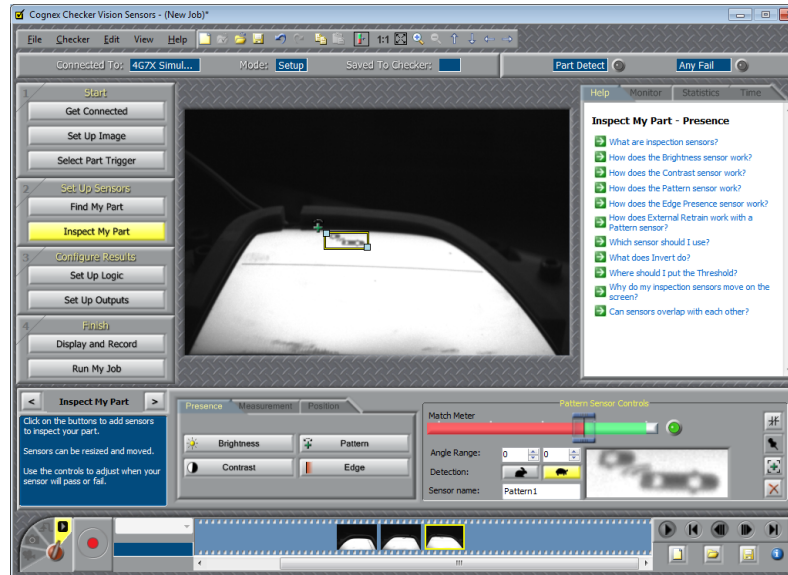 Cognex Checker Vision Sensors - (New Job)*
File Checker Edit View Help 1:1
Connected To: 4G7X Simul... Mode: Setup Saved To Checker: Part Detect Any Fail
1 Start
Get Connected
Set Up Image
Select Part Trigger
2 Set Up Sensors
Find My Part
Inspect My Part
3 Configure Results
Set Up Logic
Set Up Outputs
4 Finish
Display and Record
Run My Job
Help Monitor Statistics Time
Inspect My Part - Presence
What are inspection sensors?
How does the Brightness sensor work?
How does the Contrast sensor work?
How does the Pattern sensor work?
How does the Edge Presence sensor work?
How does External Retrain work with a
Pattern sensor?
Which sensor should I use?
What does Invert do?
Where should I put the Threshold?
Why do my inspection sensors move on the
screen?
Can sensors overlap with each other?
< Inspect My Part >
Click on the buttons to add sensors
to inspect your part.
Sensors can be resized and moved.
Use the controls to adjust when your
sensor will pass or fail.
Presence Measurement Position
Brightness Pattern
Contrast Edge
Pattern Sensor Controls
Match Meter
Angle Range: 0 0
Detection:
Sensor name: Pattern1